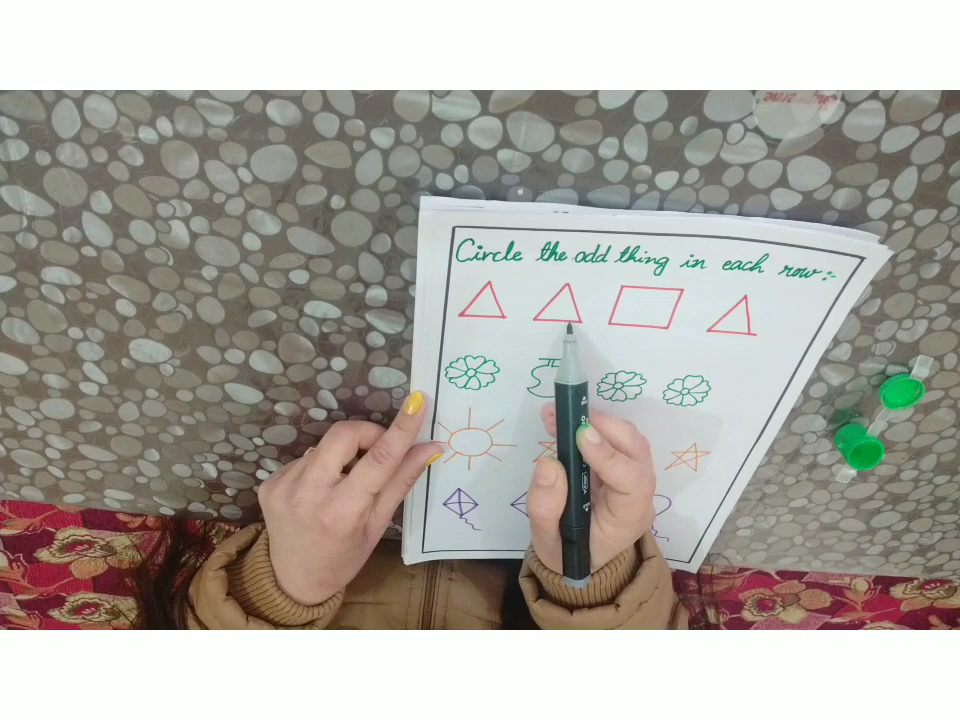 Circle the odd thing in each row:-